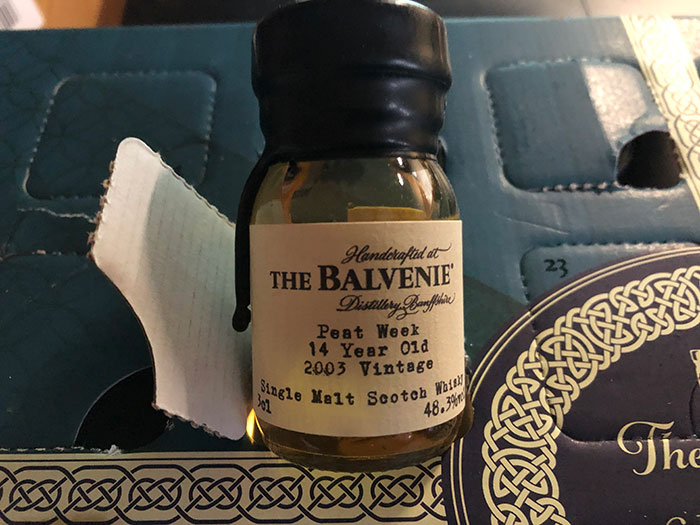 Handcrafted at
THE BALVENIE®
Distillery Banffshire
Peat Week
14 Year Old
2003 Vintage
Single Malt Scotch Whisky
3cl 48.3%vol
23
The